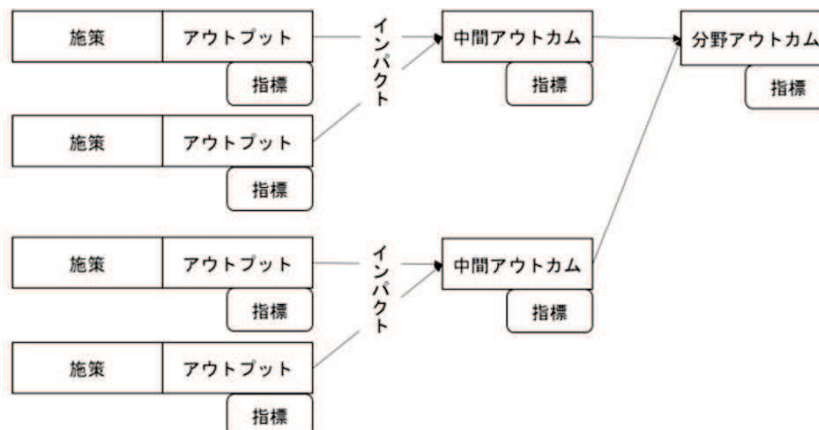 施策 アウトプット
指標
施策 アウトプット
指標
インパクト
中間アウトカム
指標
分野アウトカム
指標
施策 アウトプット
指標
施策 アウトプット
指標
インパクト
中間アウトカム
指標